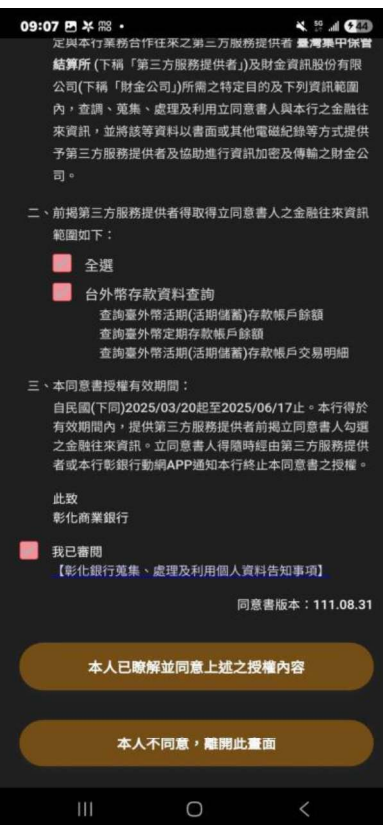 09:07
5G
定與本行業務合作往來之第三方服務提供者 臺灣集中保管
結算所 (下稱「第三方服務提供者」)及財金資訊股份有限
公司(下稱「財金公司」)所需之特定目的及下列資訊範圍
內，查調、蒐集、處理及利用立同意書人與本行之金融往
來資訊，並將該等資料以書面或其他電磁紀錄等方式提供
予第三方服務提供者及協助進行資訊加密及傳輸之財金公
司。
二、前揭第三方服務提供者得取得立同意書人之金融往來資訊
範圍如下：
全選
台外幣存款資料查詢
查詢臺外幣活期(活期儲蓄)存款帳戶餘額
查詢臺外幣定期存款帳戶餘額
查詢臺外幣活期(活期儲蓄)存款帳戶交易明細
三、本同意書授權有效期間：
自民國(下同)2025/03/20起至2025/06/17止。本行得於
有效期間內，提供第三方服務提供者前揭立同意書人勾選
之金融往來資訊。立同意書人得隨時經由第三方服務提供
者或本行彰銀行動網APP通知本行終止本同意書之授權。
此致
彰化商業銀行
我已審閱
【彰化銀行蒐集、處理及利用個人資料告知事項】
同意書版本：111.08.31
本人已瞭解並同意上述之授權內容
本人不同意，離開此畫面